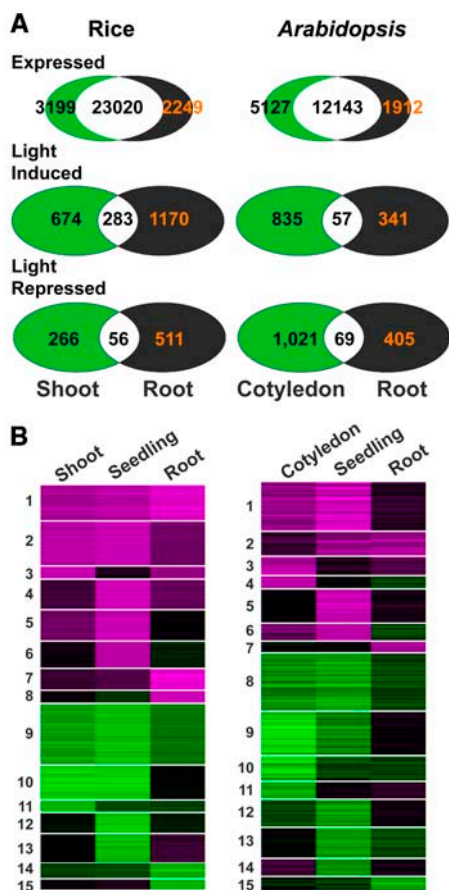 A
Rice Arabidopsis
Expressed
3199 23020 2249 5127 12143 1912
Light
Induced
674 283 1170 835 57 341
Light
Repressed
266 56 511 1,021 69 405
Shoot Root Cotyledon Root
B
Shoot Seedling Root Cotyledon Seedling Root
1 1
2 2
3 3
4 4
5 5
6 6
7 7
8 8
9 9
10 10
11 11
12 12
13 13
14 14
15 15